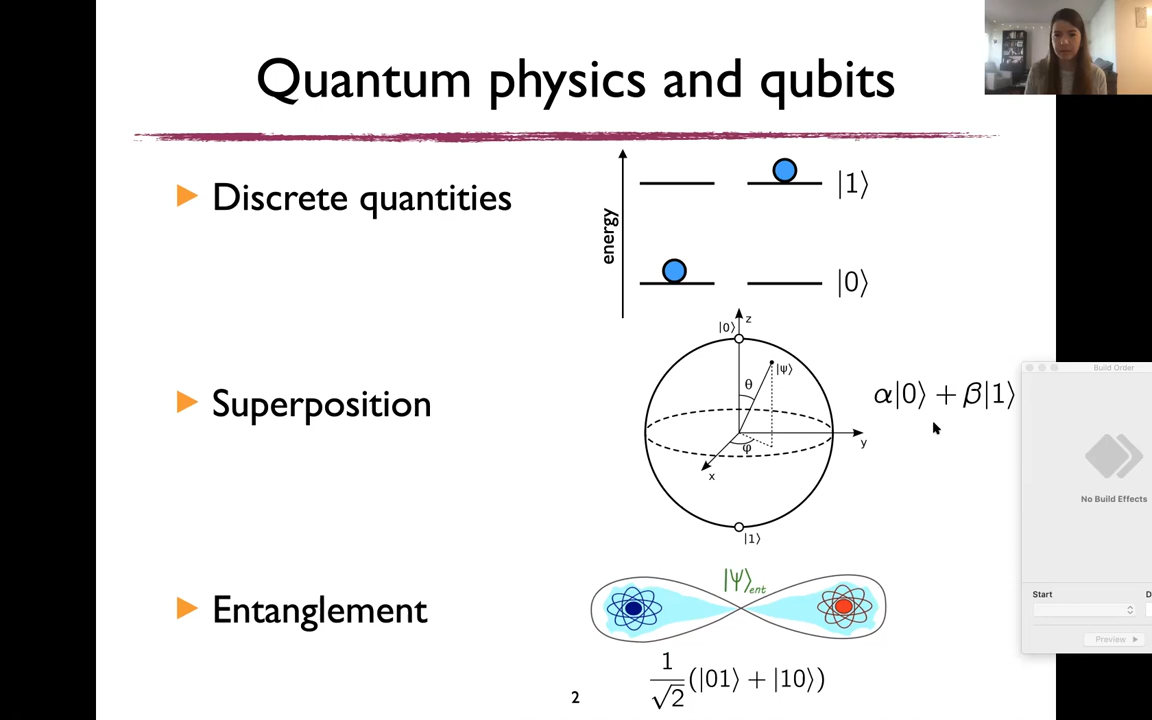 Quantum physics and qubits
Discrete quantities
energy
|1⟩
|0⟩
Superposition
|0⟩
z
θ
|ψ⟩
φ
y
x
|1⟩
α|0⟩ + β|1⟩
Build Order
No Build Effects
Start
D
Preview
Entanglement
|Ψ⟩ent
1/√2 (|01⟩ + |10⟩)
2